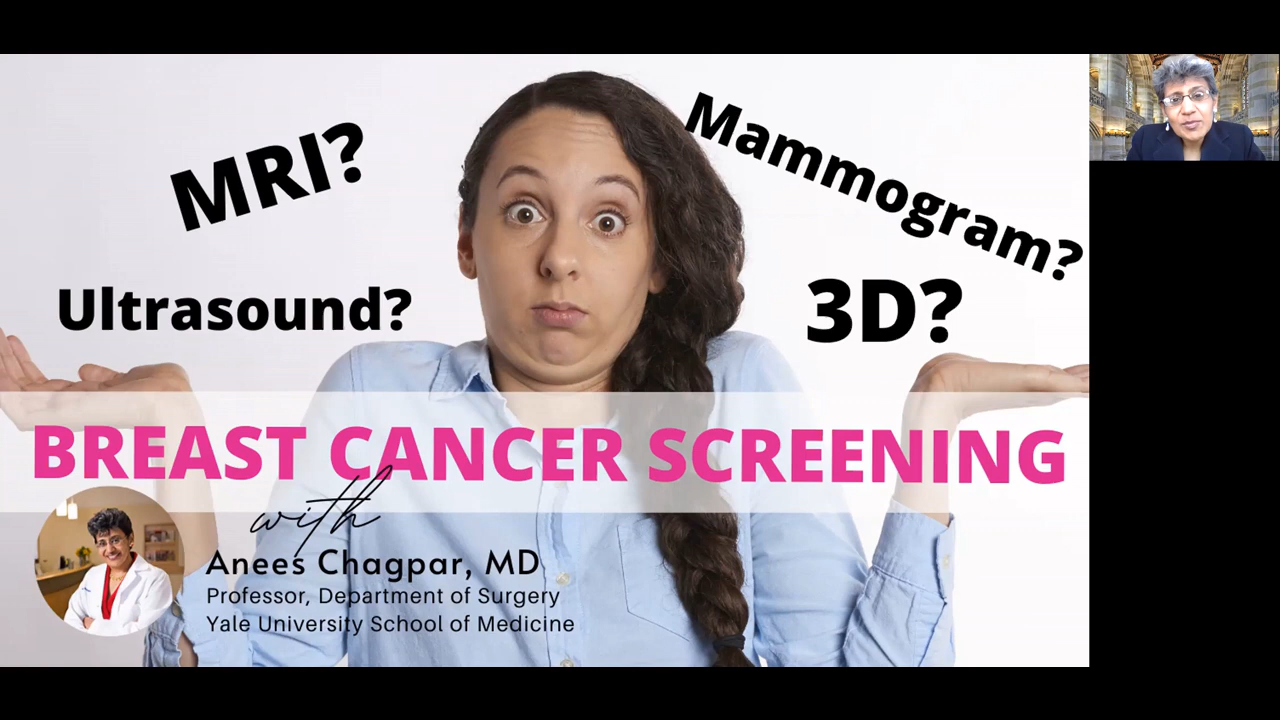 MRI?
Mammogram?
Ultrasound?
3D?
BREAST CANCER SCREENING
with
Anees Chagpar, MD
Professor, Department of Surgery
Yale University School of Medicine